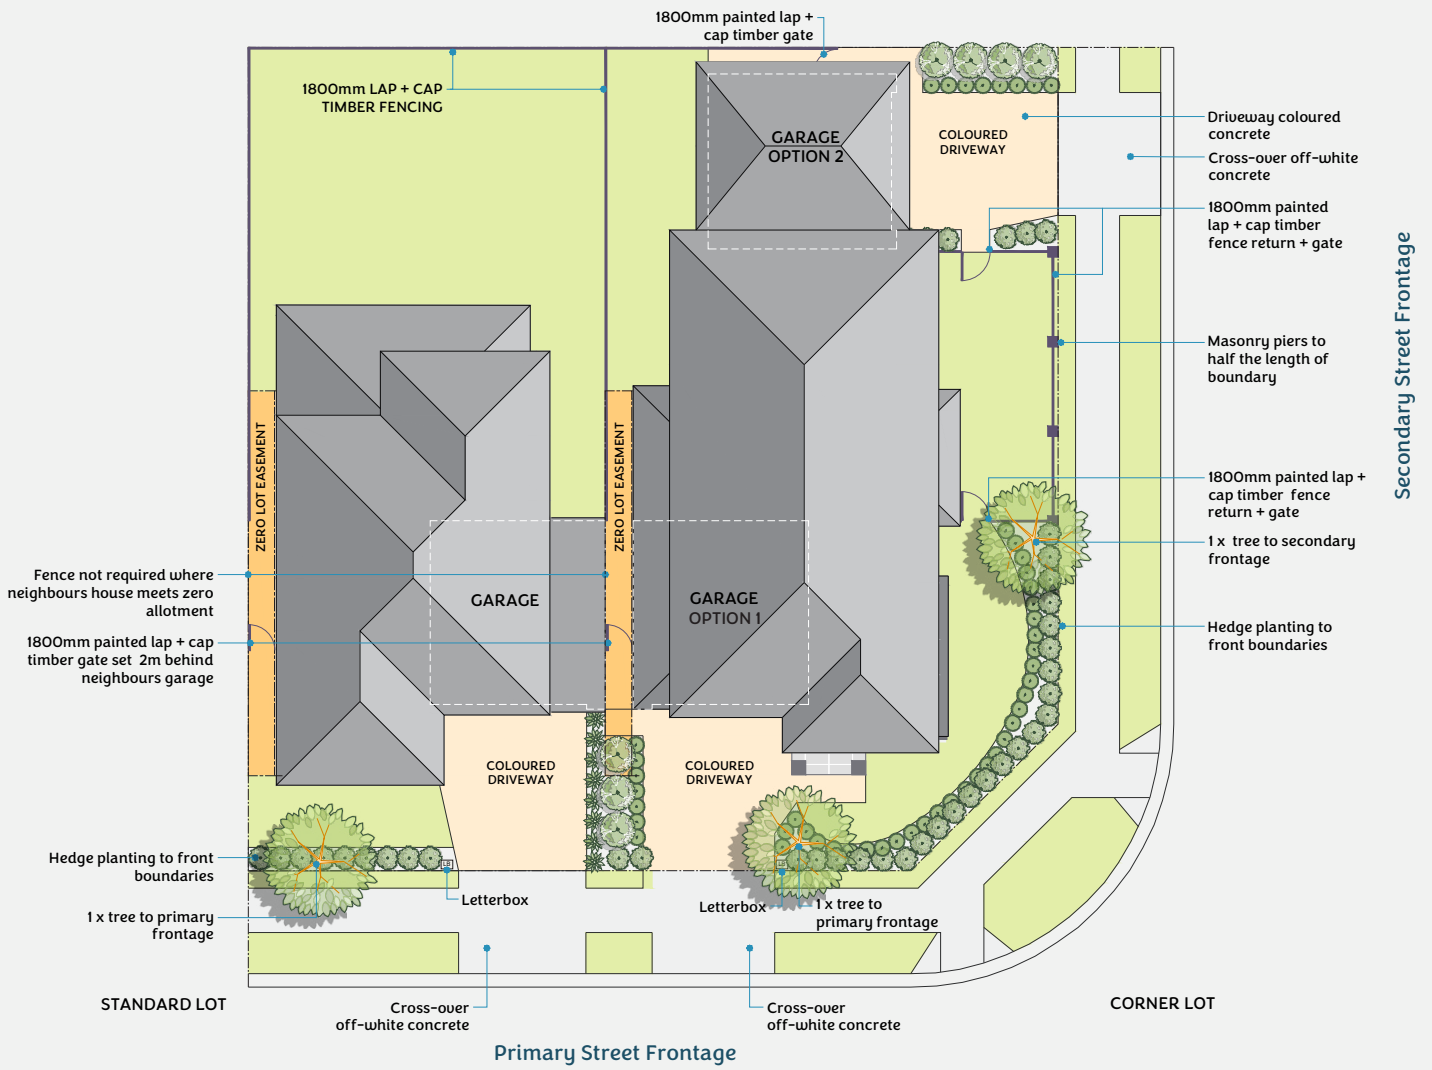 1800mm painted lap +
cap timber gate
1800mm LAP + CAP
TIMBER FENCING
GARAGE
OPTION 2
COLOURED
DRIVEWAY
Driveway coloured
concrete
Cross-over off-white
concrete
1800mm painted
lap + cap timber
fence return + gate
Secondary Street Frontage
Masonry piers to
half the length of
boundary
ZERO LOT EASEMENT
ZERO LOT EASEMENT
1800mm painted lap +
cap timber fence
return + gate
1 x tree to secondary
frontage
Fence not required where
neighbours house meets zero
allotment
GARAGE
GARAGE
OPTION 1
1800mm painted lap + cap
timber gate set 2m behind
neighbours garage
Hedge planting to
front boundaries
COLOURED
DRIVEWAY
COLOURED
DRIVEWAY
Hedge planting to front
boundaries
LB
LB
Letterbox
Letterbox
1 x tree to
primary frontage
1 x tree to primary
frontage
STANDARD LOT
Cross-over
off-white concrete
Cross-over
off-white concrete
CORNER LOT
Primary Street Frontage